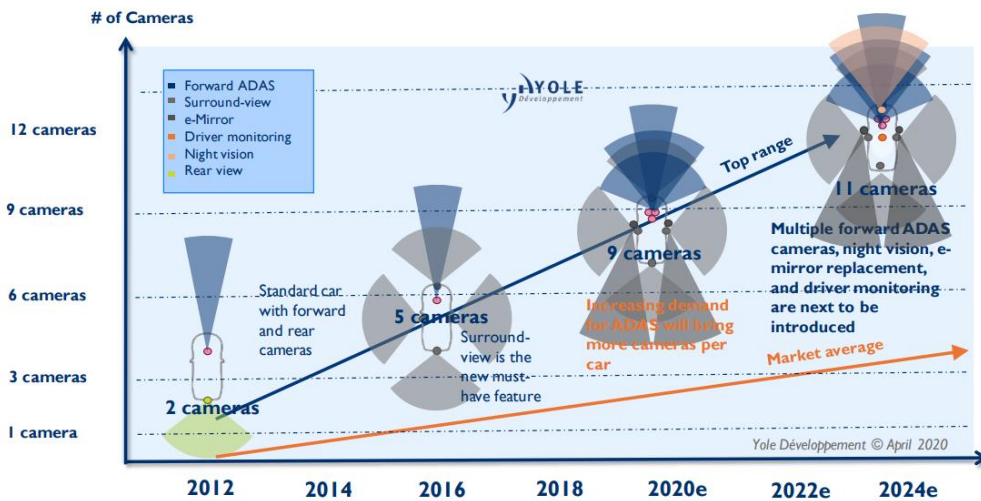 # of Cameras
Forward ADAS
Surround-view
e-Mirror
Driver monitoring
Night vision
Rear view
YOLE
Développement
12 cameras
9 cameras
6 cameras
3 cameras
1 camera
Top range
11 cameras
9 cameras
5 cameras
2 cameras
Standard car
with forward
and rear
cameras
Surround-
view is the
new must-
have feature
Increasing demand
for ADAS will bring
more cameras per
car
Multiple forward ADAS
cameras, night vision, e-
mirror replacement,
and driver monitoring
are next to be
introduced
Market average
Yole Développement © April 2020
2012
2014
2016
2018
2020e
2022e
2024e